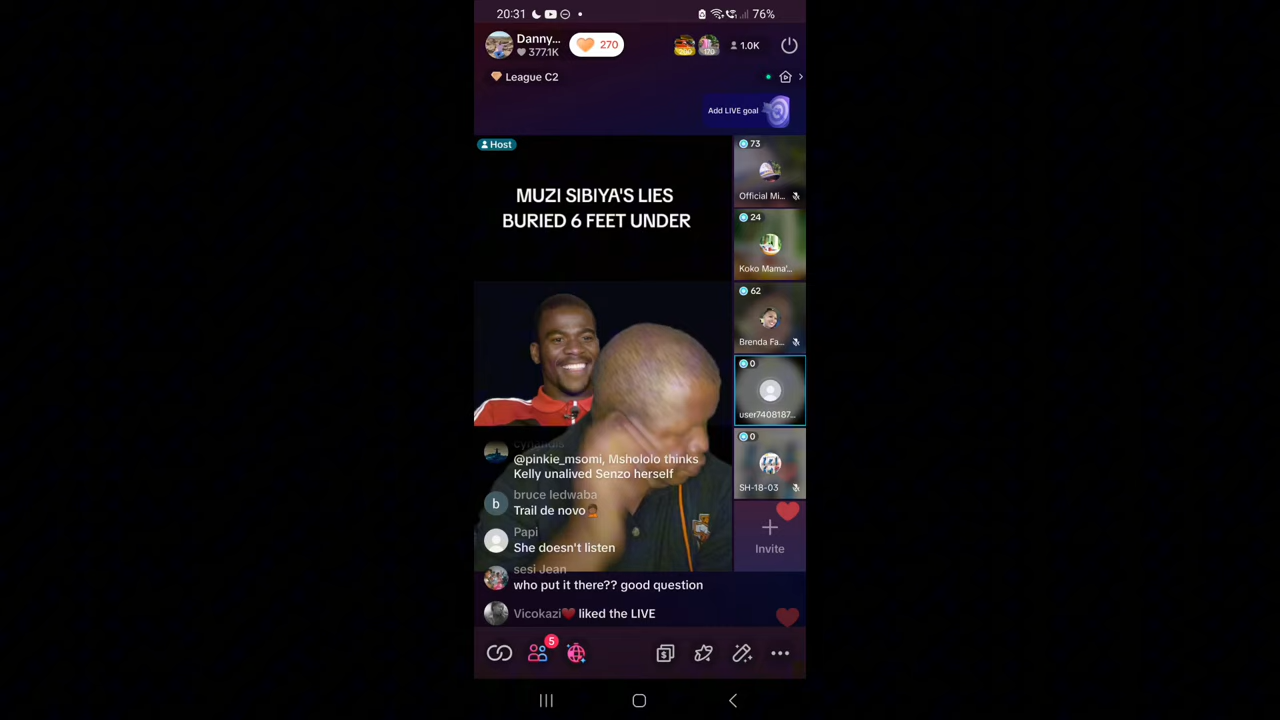 20:31
76%
Danny...
377.1K
270
200
170
1.0K
League C2
Add LIVE goal
Host
MUZI SIBIYA'S LIES
BURIED 6 FEET UNDER
73
Official Mi...
24
Koko Mama'...
62
Brenda Fa...
0
user7408187...
0
SH-18-03
Invite
@pinkie_msomi, Mshololo thinks
Kelly unalived Senzo herself
b
bruce ledwaba
Trail de novo
Papi
She doesn't listen
sesi Jean
who put it there?? good question
Vicokazi❤️ liked the LIVE
5